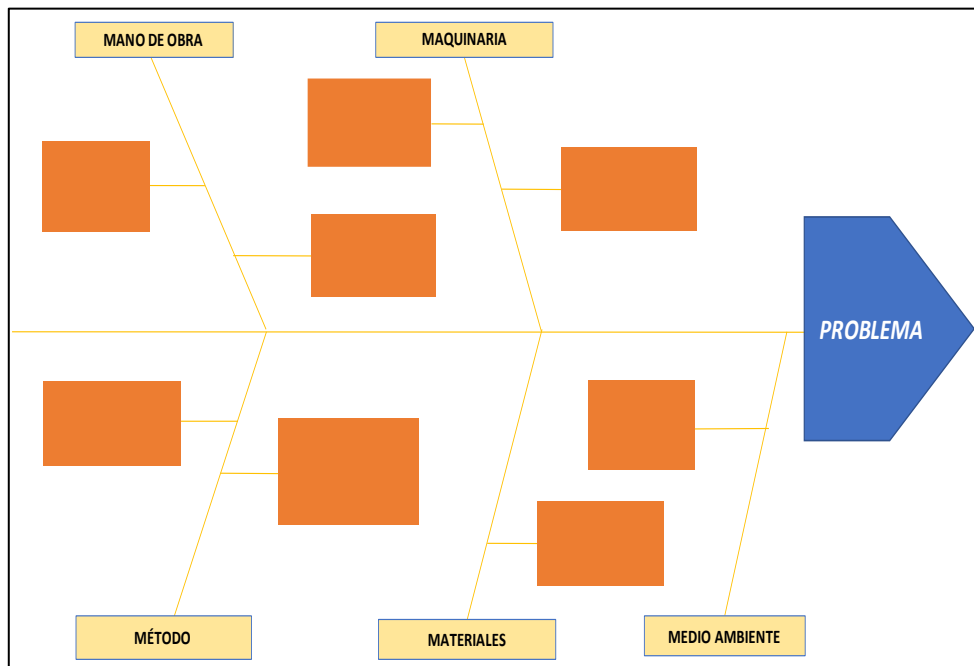 MANO DE OBRA
MAQUINARIA
PROBLEMA
MÉTODO
MATERIALES
MEDIO AMBIENTE